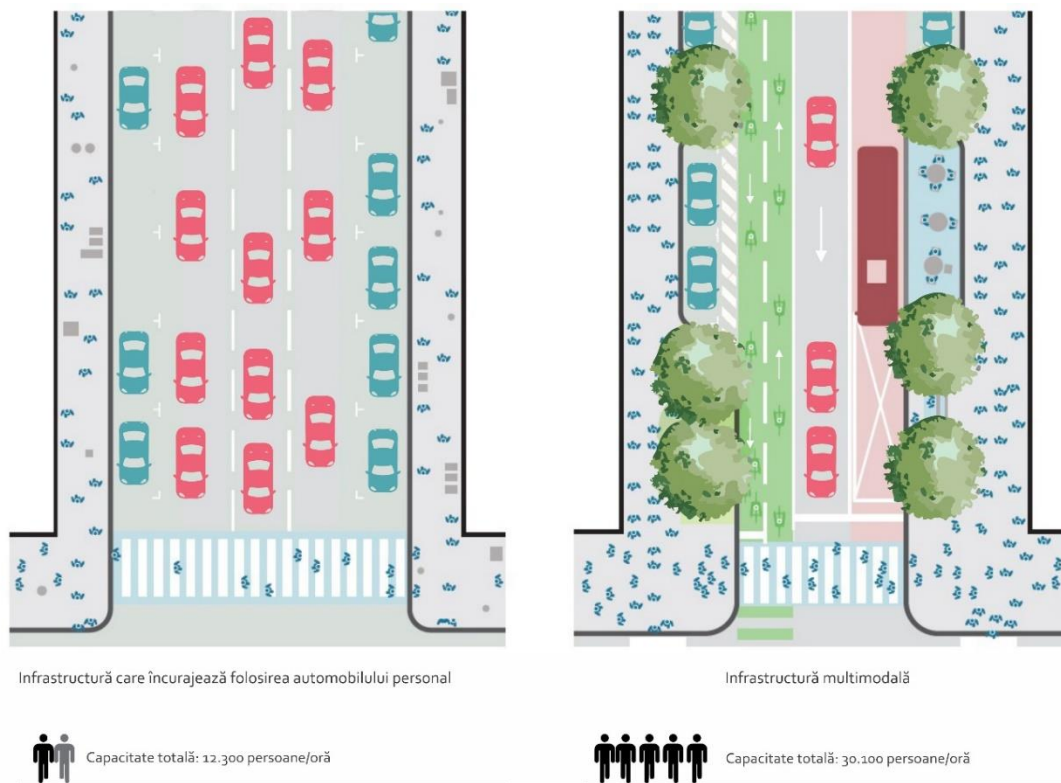 Infrastructură care încurajează folosirea automobilului personal
Infrastructură multimodală
Capacitate totală: 12.300 persoane/oră
Capacitate totală: 30.100 persoane/oră